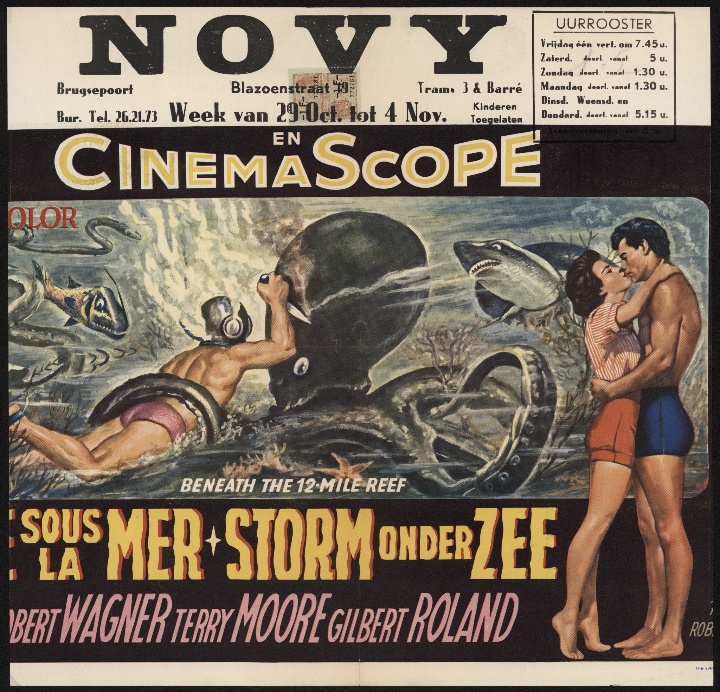 NOVY
Brugsepoort Blazoenstraat 19 Trams 3 & Barré
Bur. Tel. 26.21.73 Week van 29 Oct. tot 4 Nov. Kinderen Toegelaten
UURROOSTER
Vrijdag één vert. om 7.45 u.
Zaterd. doorl. vanaf 5 u.
Zondag doorl. vanaf 1.30 u.
Maandag doorl. vanaf 1.30 u.
Dinsd. Woensd. en
Donderd. doorl. vanaf 5.15 u.
EN
CINEMASCOPE
OLOR
BENEATH THE 12-MILE REEF
SOUS LA MER STORM ONDER ZEE
OBERT WAGNER TERRY MOORE GILBERT ROLAND
ROB